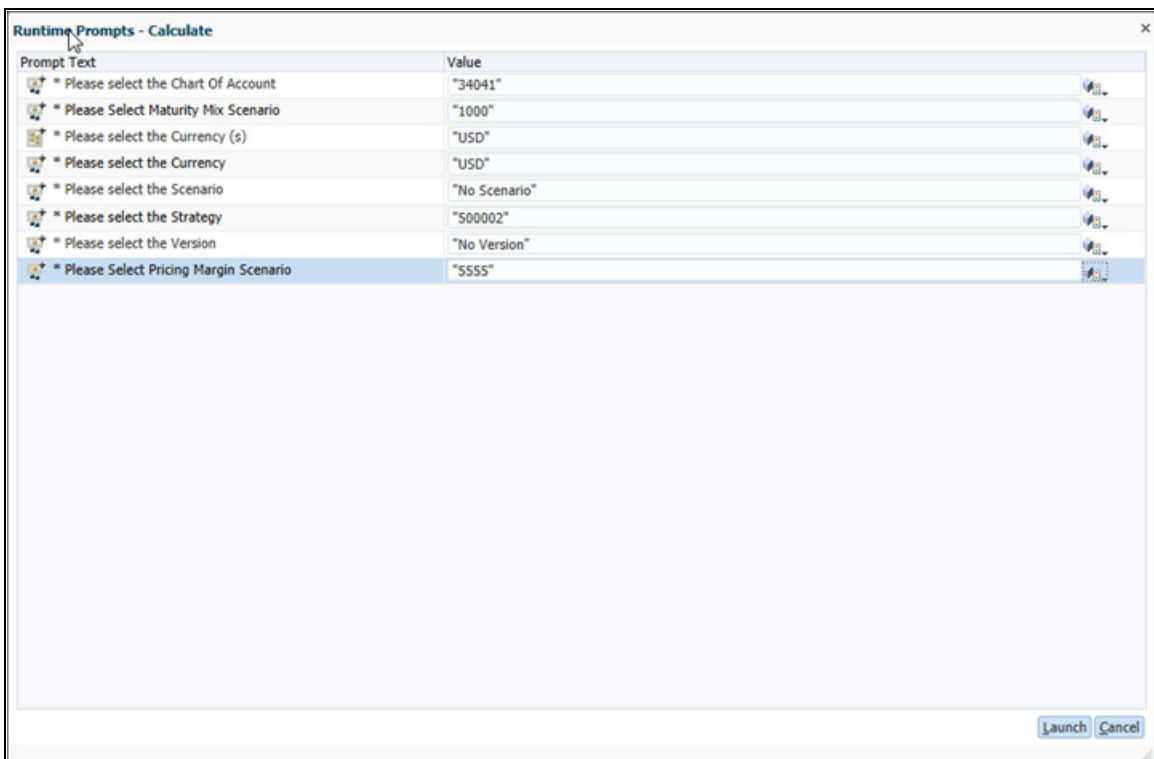 Runtime Prompts - Calculate ×
Prompt Text Value
* Please select the Chart Of Account "34041"
* Please Select Maturity Mix Scenario "1000"
* Please select the Currency (s) "USD"
* Please select the Currency "USD"
* Please select the Scenario "No Scenario"
* Please select the Strategy "500002"
* Please select the Version "No Version"
* Please Select Pricing Margin Scenario "5555"
Launch Cancel